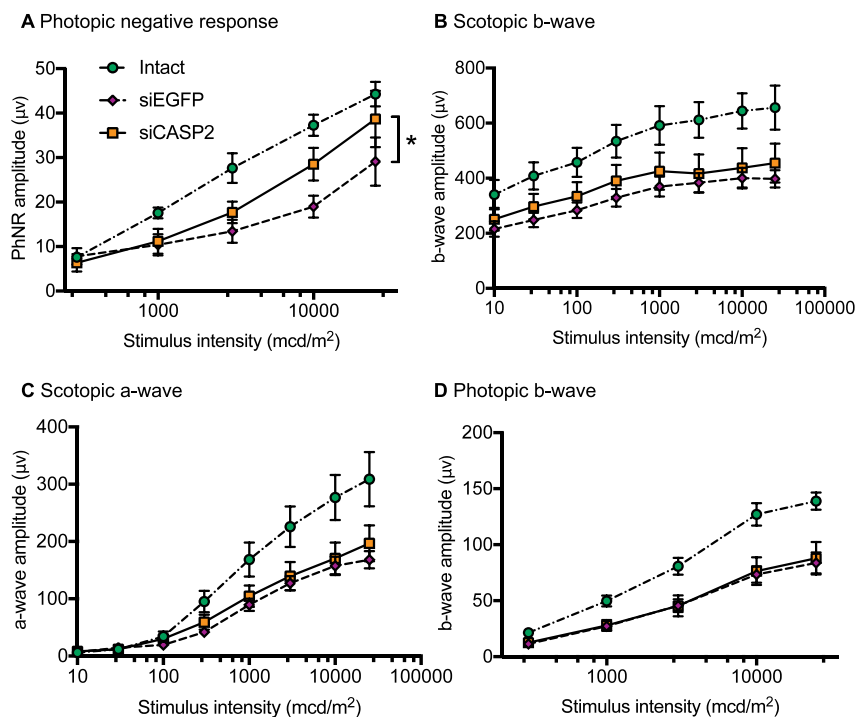 A Photopic negative response
50
40
30
20
10
0
PhNR amplitude (μv)
Intact
siEGFP
siCASP2
*
1000
10000
Stimulus intensity (mcd/m²)
B Scotopic b-wave
800
600
400
200
0
b-wave amplitude (μv)
10
100
1000
10000
100000
Stimulus intensity (mcd/m²)
C Scotopic a-wave
400
300
200
100
0
a-wave amplitude (μv)
10
100
1000
10000
100000
Stimulus intensity (mcd/m²)
D Photopic b-wave
200
150
100
50
0
b-wave amplitude (μv)
1000
10000
Stimulus intensity (mcd/m²)